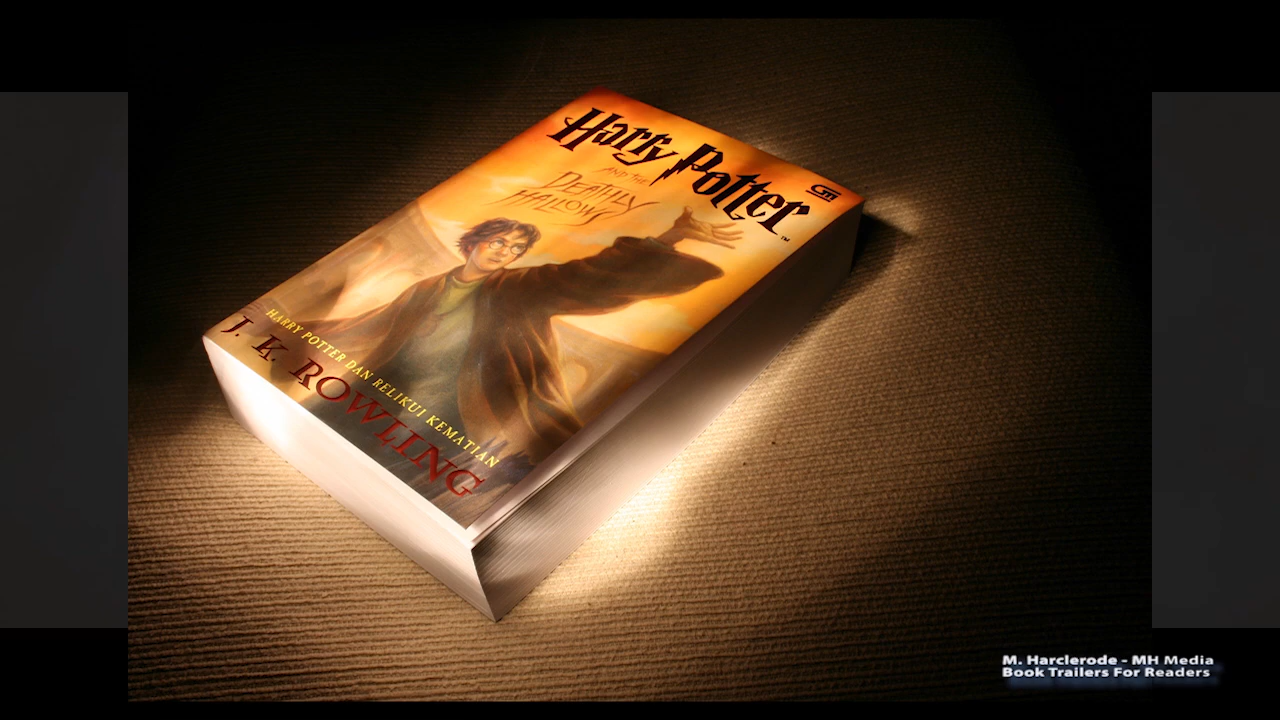 Harry Potter
AND THE
DEATHLY
HALLOWS
HARRY POTTER DAN RELIKUI KEMATIAN
J. K. ROWLING
M. Harclerode - MH Media
Book Trailers For Readers